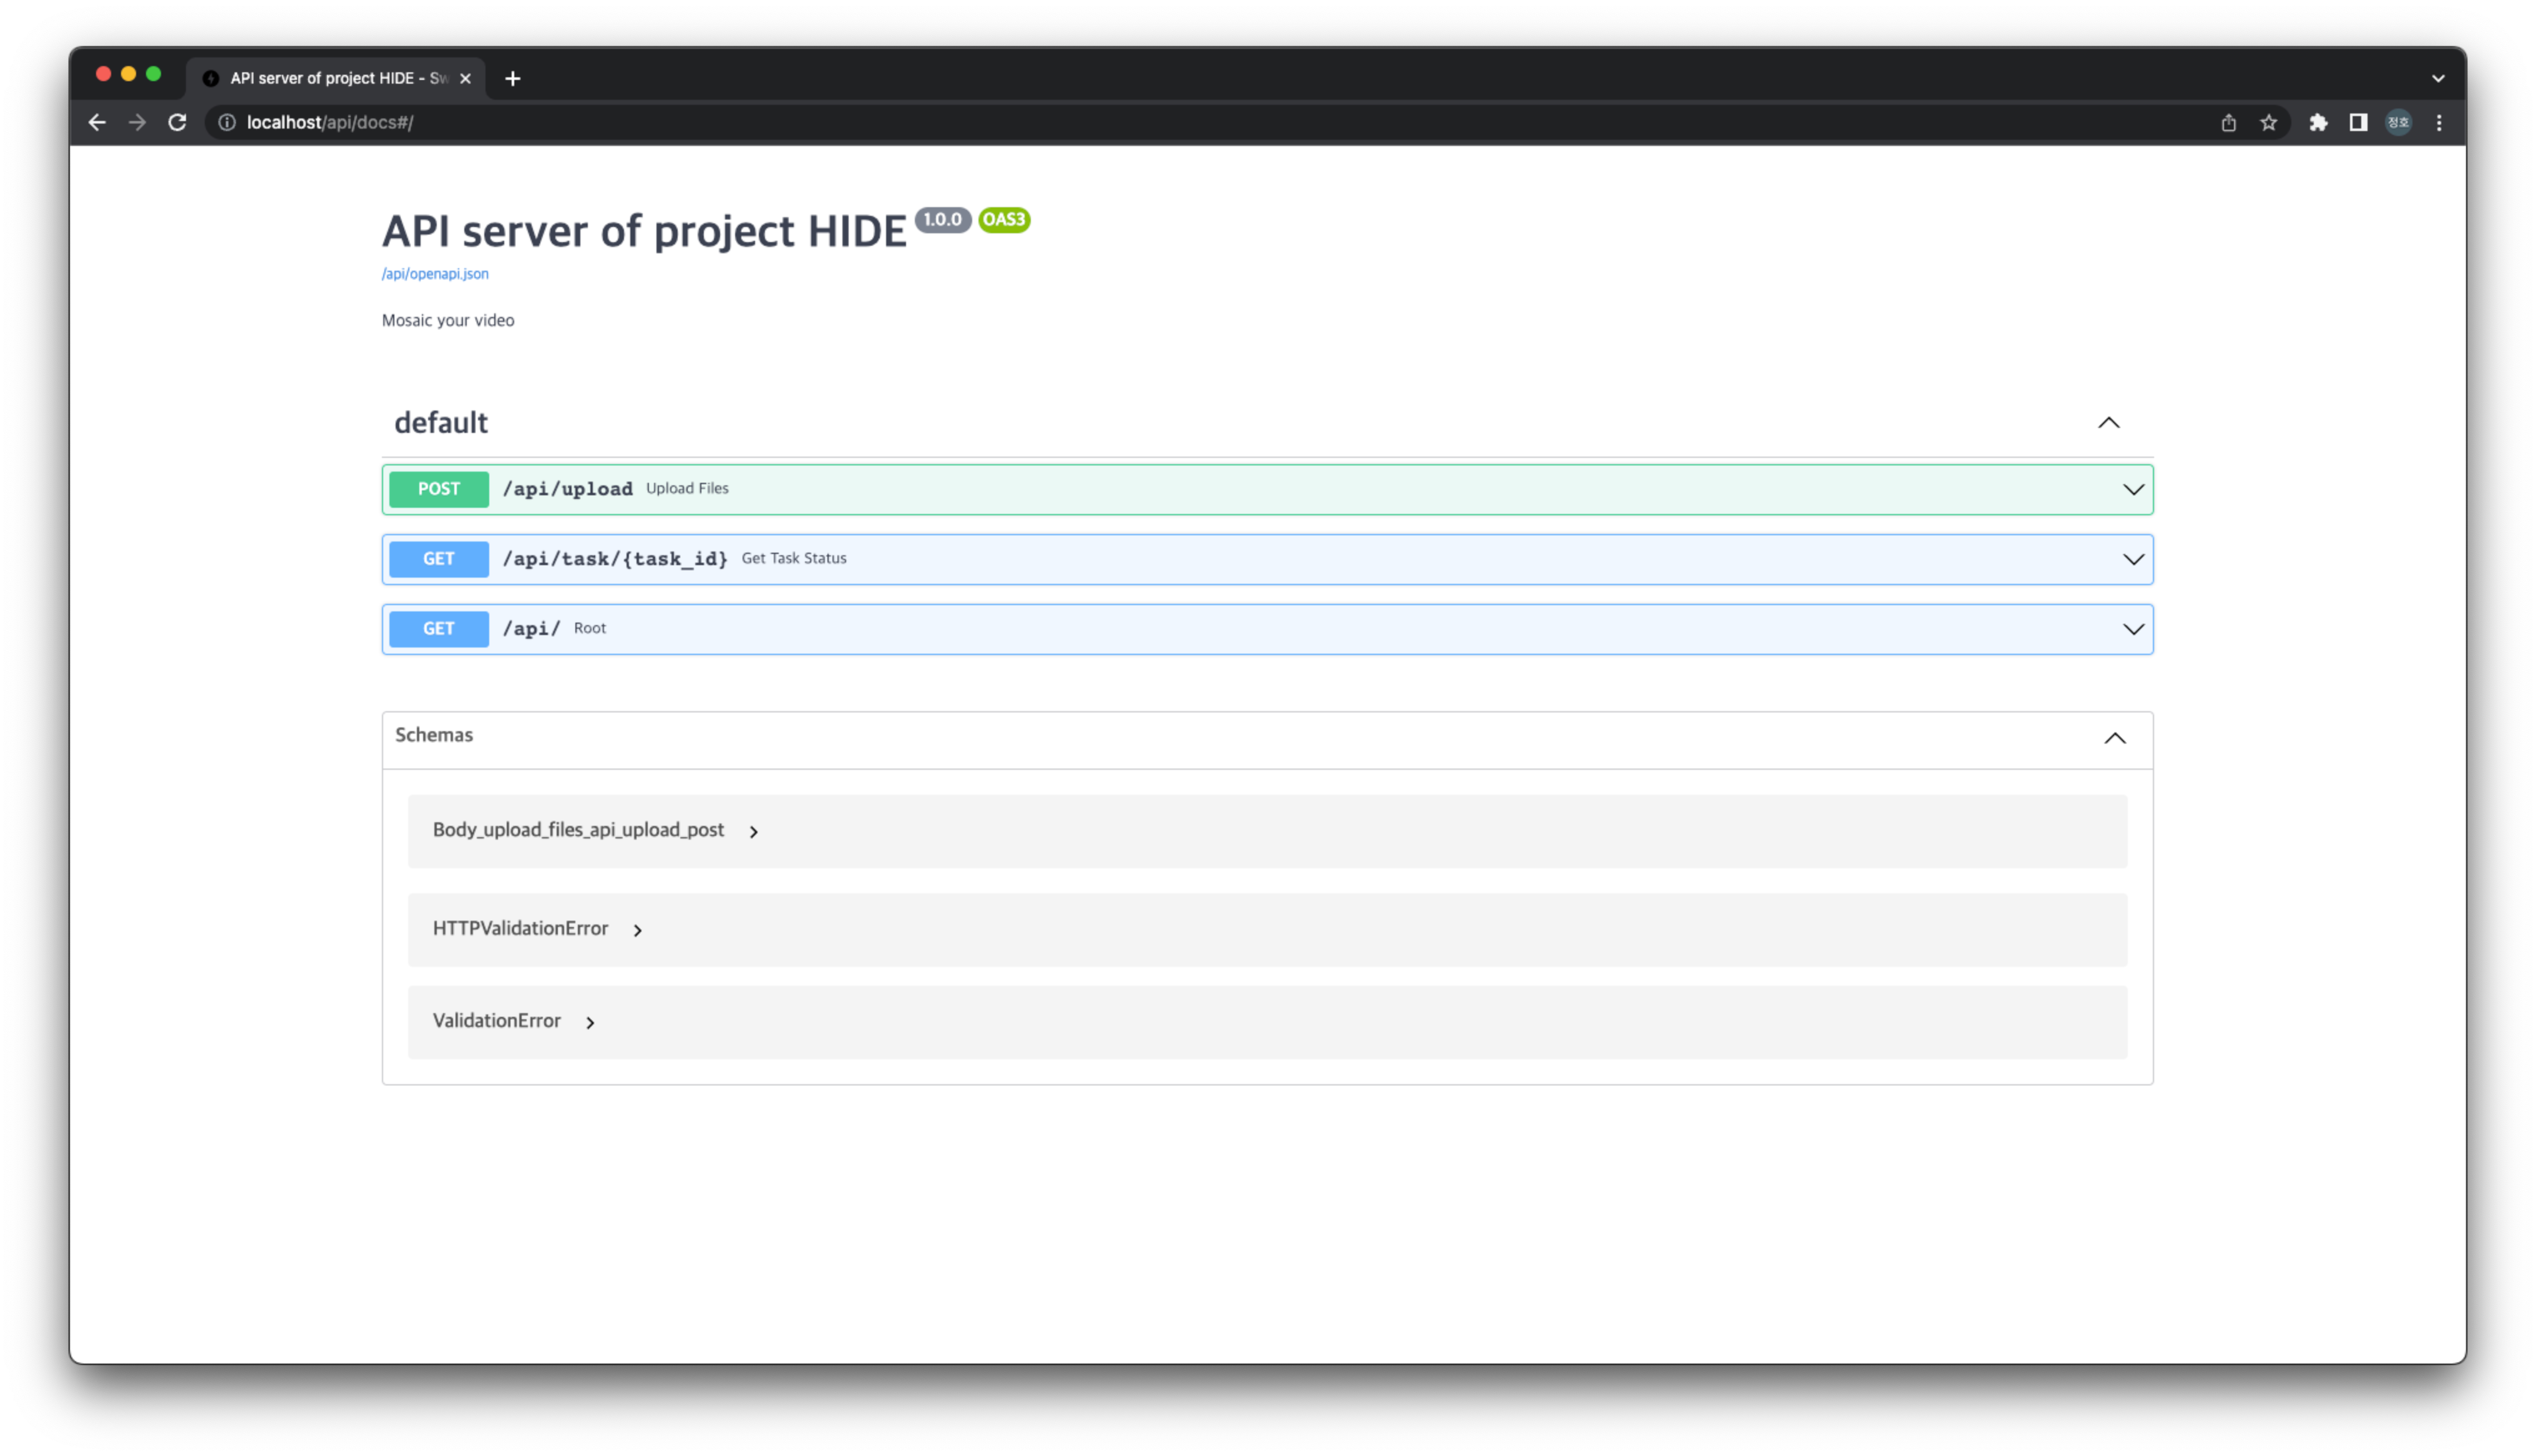 API server of project HIDE - Sw
localhost/api/docs#/
정호
API server of project HIDE 1.0.0 OAS3
/api/openapi.json
Mosaic your video
default
POST /api/upload Upload Files
GET /api/task/{task_id} Get Task Status
GET /api/ Root
Schemas
Body_upload_files_api_upload_post
HTTPValidationError
ValidationError